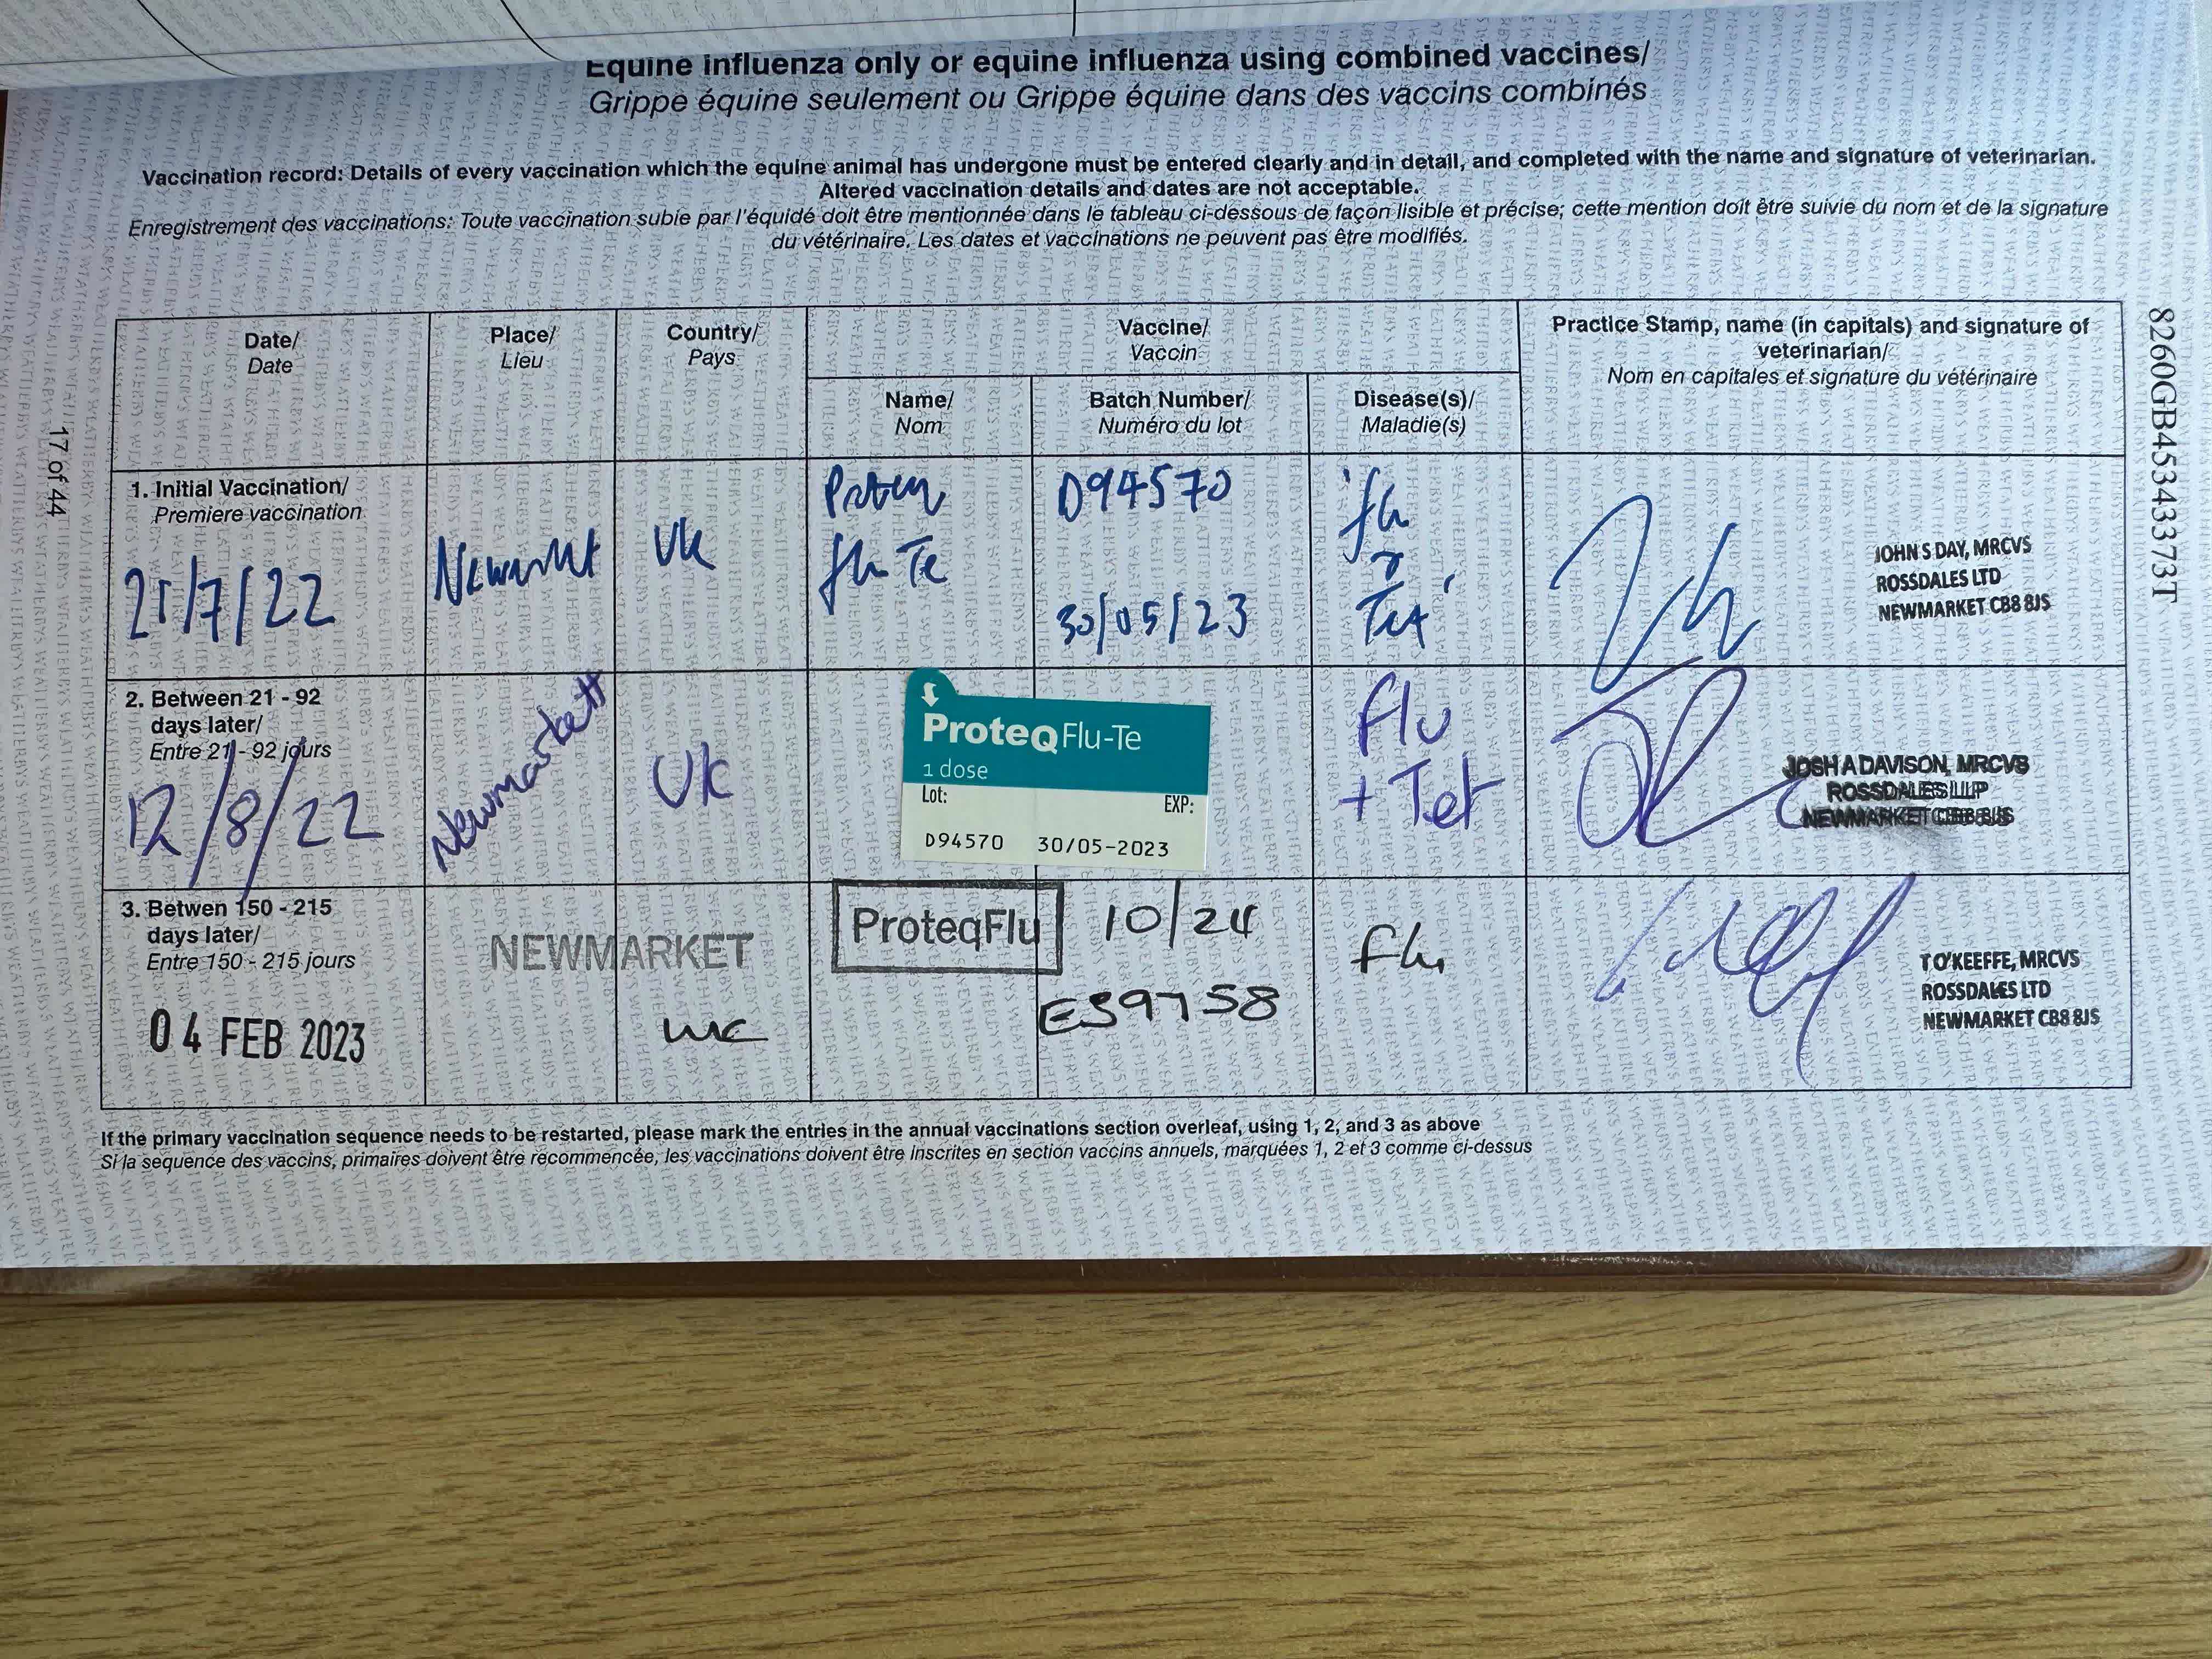 Equine influenza only or equine influenza using combined vaccines/
Grippe équine seulement ou Grippe équine dans des vaccins combinés
Vaccination record: Details of every vaccination which the equine animal has undergone must be entered clearly and in detail, and completed with the name and signature of veterinarian.
Altered vaccination details and dates are not acceptable.
Enregistrement des vaccinations: Toute vaccination subie par l'équidé doit être mentionnée dans le tableau ci-dessous de façon lisible et précise; cette mention doit être suivie du nom et de la signature
du vétérinaire. Les dates et vaccinations ne peuvent pas être modifiés.
Date/
Date
Place/
Lieu
Country/
Pays
Vaccine/
Vaccin
Name/
Nom
Batch Number/
Numéro du lot
Disease(s)/
Maladie(s)
Practice Stamp, name (in capitals) and signature of
veterinarian/
Nom en capitales et signature du vétérinaire
1. Initial Vaccination/
Premiere vaccination
21/7/22
Uk
Te
D94570
30/05/23
Tet
JOHN S DAY, MRCVS
ROSSDALES LTD
NEWMARKET CB8 8JS
2. Between 21 - 92
days later/
Entre 21 - 92 jours
12/8/22
Uk
ProteqFlu-Te
1 dose
Lot:
EXP:
D94570 30/05-2023
Flu
+ Tet
JOSH A DAVISON, MRCVS
ROSSDALES LLP
NEWMARKET CB8 8JS
3. Betwen 150 - 215
days later/
Entre 150 - 215 jours
04 FEB 2023
NEWMARKET
UK
ProteqFlu
10/24
E39758
flu
T O'KEEFFE, MRCVS
ROSSDALES LTD
NEWMARKET CB8 8JS
If the primary vaccination sequence needs to be restarted, please mark the entries in the annual vaccinations section overleaf, using 1, 2, and 3 as above
Si la sequence des vaccins, primaires doivent être recommencée, les vaccinations doivent être inscrites en section vaccins annuels, marquées 1, 2 et 3 comme ci-dessus
17 of 44
8260GB45343373T